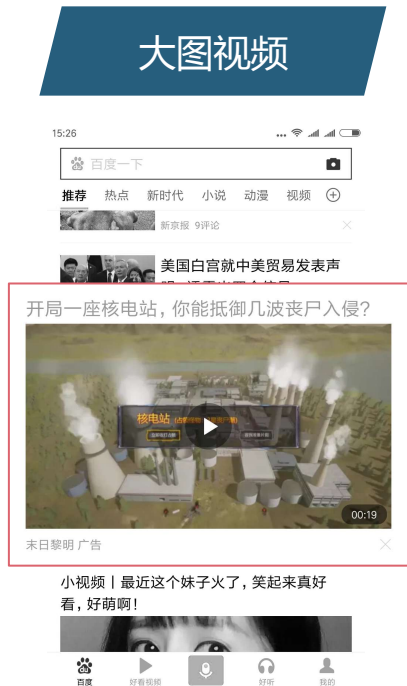 大图视频
15:26
百度一下
推荐 热点 新时代 小说 动漫 视频
新京报 9评论
美国白宫就中美贸易发表声
开局一座核电站，你能抵御几波丧尸入侵？
核电站
00:19
末日黎明 广告
小视频丨最近这个妹子火了，笑起来真好
看，好萌啊！
百度 好看视频 好听 我的